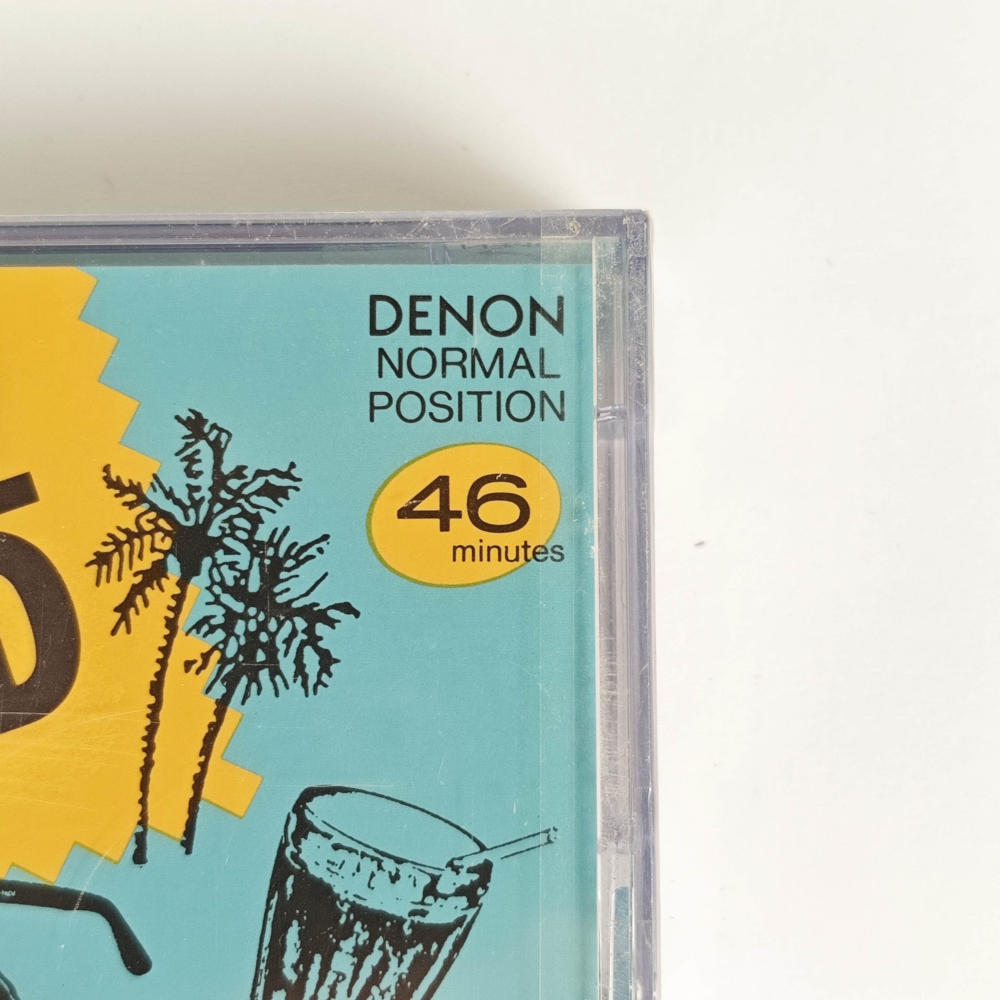 DENON
NORMAL
POSITION
46
minutes